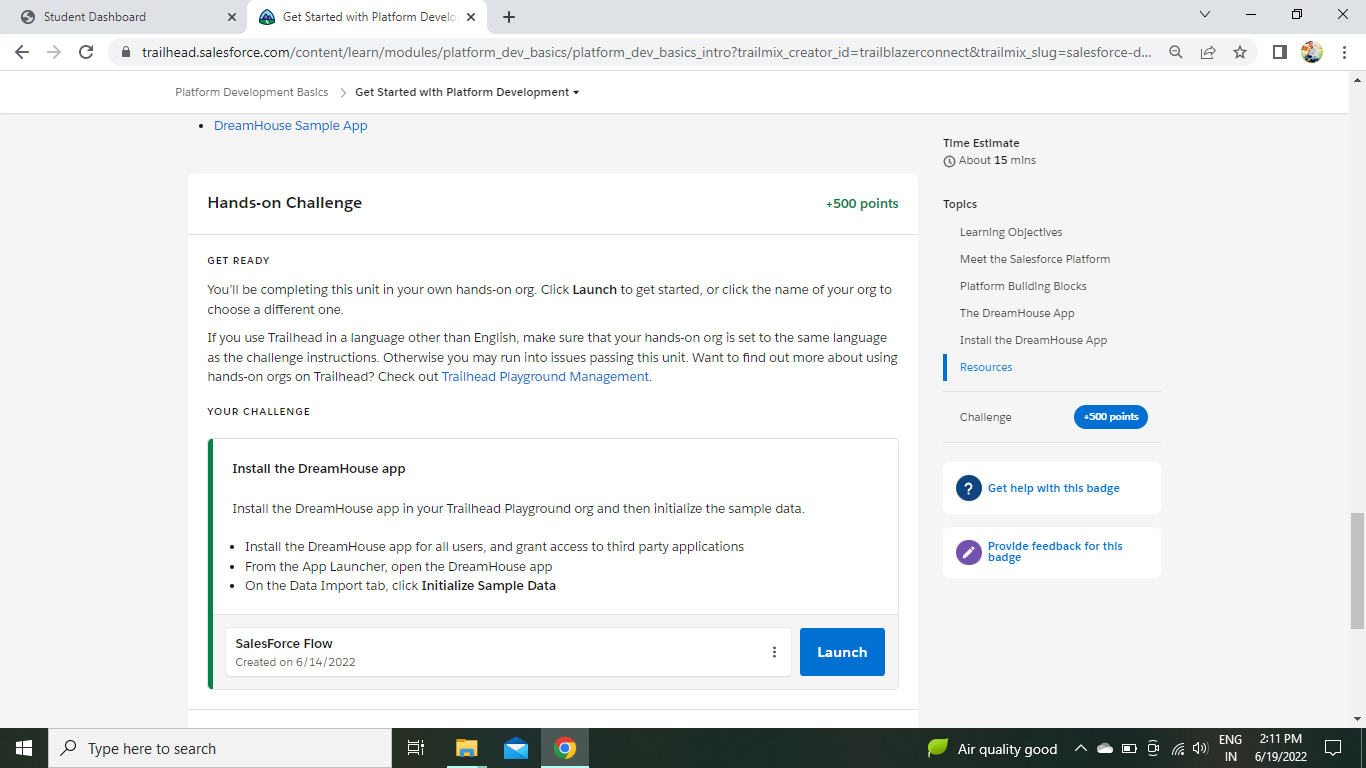 Student Dashboard
Get Started with Platform Develo
trailhead.salesforce.com/content/learn/modules/platform_dev_basics/platform_dev_basics_intro?trailmix_creator_id=trailblazerconnect&trailmix_slug=salesforce-d...
Platform Development Basics > Get Started with Platform Development
• DreamHouse Sample App
Hands-on Challenge
+500 points
GET READY
You'll be completing this unit in your own hands-on org. Click Launch to get started, or click the name of your org to
choose a different one.
If you use Trailhead in a language other than English, make sure that your hands-on org is set to the same language
as the challenge instructions. Otherwise you may run into issues passing this unit. Want to find out more about using
hands-on orgs on Trailhead? Check out Trailhead Playground Management.
YOUR CHALLENGE
Install the DreamHouse app
Install the DreamHouse app in your Trailhead Playground org and then initialize the sample data.
• Install the DreamHouse app for all users, and grant access to third party applications
• From the App Launcher, open the DreamHouse app
• On the Data Import tab, click Initialize Sample Data
SalesForce Flow
Created on 6/14/2022
Launch
Time Estimate
About 15 mins
Topics
Learning Objectives
Meet the Salesforce Platform
Platform Building Blocks
The DreamHouse App
Install the DreamHouse App
Resources
Challenge
+500 points
? Get help with this badge
Provide feedback for this
badge
Type here to search
Air quality good
ENG
IN
2:11 PM
6/19/2022